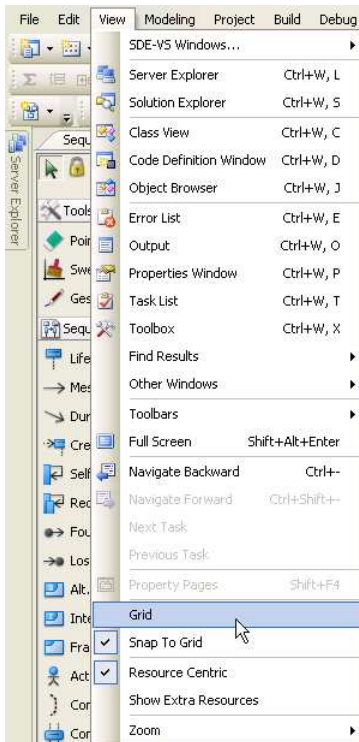 File Edit View Modeling Project Build Debug
SDE-VS Windows...
Server Explorer Ctrl+W, L
Solution Explorer Ctrl+W, S
Class View Ctrl+W, C
Code Definition Window Ctrl+W, D
Object Browser Ctrl+W, J
Error List Ctrl+W, E
Output Ctrl+W, O
Properties Window Ctrl+W, P
Task List Ctrl+W, T
Toolbox Ctrl+W, X
Find Results
Other Windows
Toolbars
Full Screen Shift+Alt+Enter
Navigate Backward Ctrl+-
Navigate Forward Ctrl+Shift+-
Next Task
Previous Task
Property Pages Shift+F4
Grid
Snap To Grid
Resource Centric
Show Extra Resources
Zoom
Server Explorer
Sequ
Tools
Poir
Swe
Ges
Sequ
Life
Mes
Dur
Cre
Self
Rec
Fou
Los
Alt.
Inte
Fra
Act
Cor
Cor